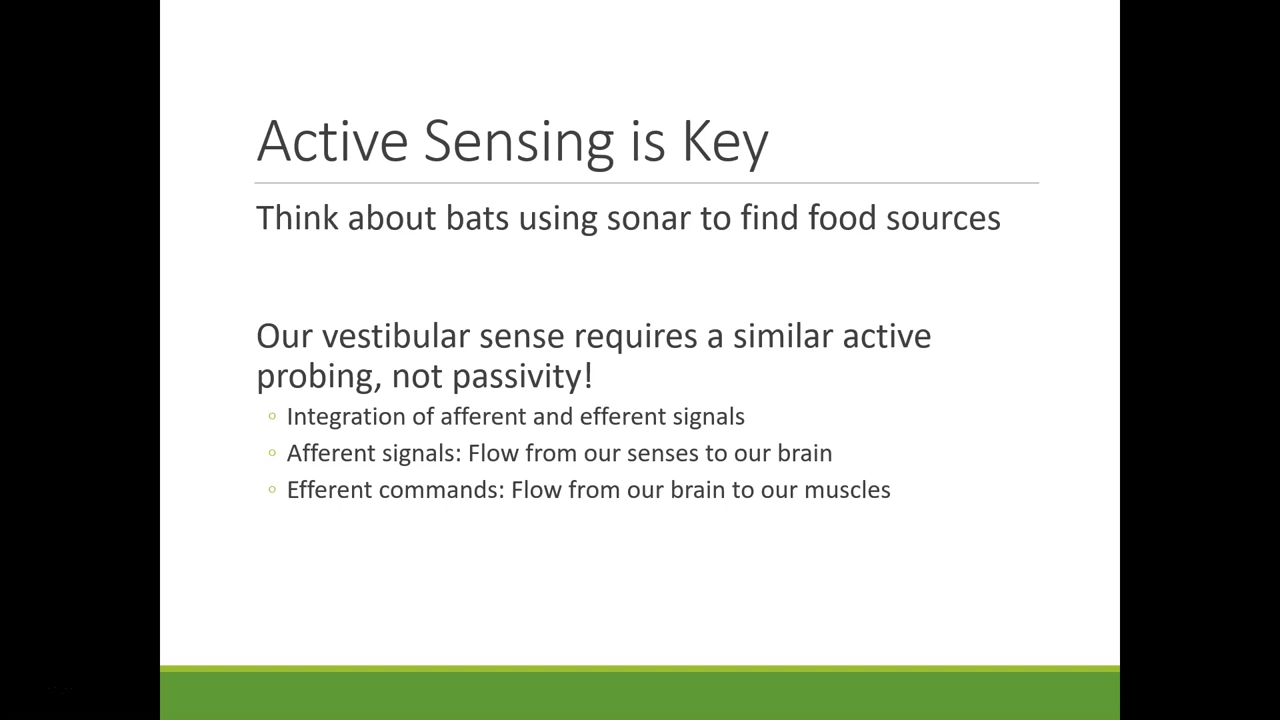 Active Sensing is Key
Think about bats using sonar to find food sources
Our vestibular sense requires a similar active
probing, not passivity!
◦ Integration of afferent and efferent signals
◦ Afferent signals: Flow from our senses to our brain
◦ Efferent commands: Flow from our brain to our muscles